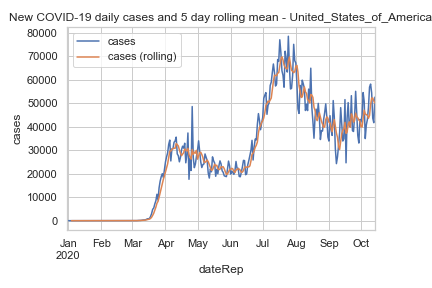 New COVID-19 daily cases and 5 day rolling mean - United_States_of_America
80000
70000
60000
50000
40000
30000
20000
10000
0
cases
cases
cases (rolling)
Jan Feb Mar Apr May Jun Jul Aug Sep Oct
2020
dateRep